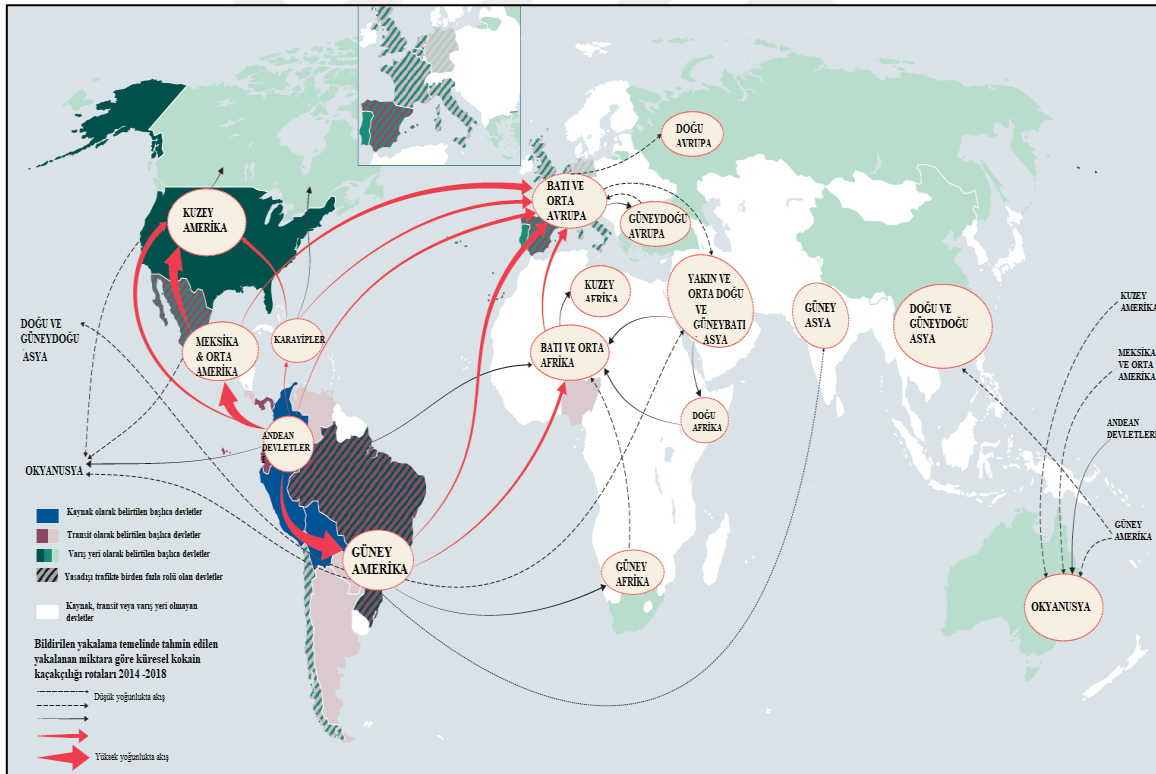 DOĞU
AVRUPA
BATI VE
ORTA
AVRUPA
KUZEY
AMERİKA
GÜNEYDOĞU
AVRUPA
KUZEY
AFRİKA
YAKIN VE
ORTA DOĞU
VE
GÜNEYBATI
ASYA
GÜNEY
ASYA
DOĞU VE
GÜNEYDOĞU
ASYA
KUZEY
AMERİKA
DOĞU VE
GÜNEYDOĞU
ASYA
MEKSİKA
& ORTA
AMERİKA
KARAYİPLER
BATI VE ORTA
AFRİKA
MEKSİKA
VE ORTA
AMERİKA
DOĞU
AFRİKA
ANDEAN
DEVLETLER
ANDEAN
DEVLETLERİ
OKYANUSYA
GÜNEY
AMERİKA
GÜNEY
AMERİKA
GÜNEY
AFRİKA
OKYANUSYA
Kaynak olarak belirtilen başlıca devletler
Transit olarak belirtilen başlıca devletler
Varış yeri olarak belirtilen başlıca devletler
Yasadışı trafikte birden fazla rolü olan devletler
Kaynak, transit veya varış yeri olmayan
devletler
Bildirilen yakalama temelinde tahmin edilen
yakalanan miktara göre küresel kokain
kaçakçılığı rotaları 2014 -2018
Düşük yoğunlukta akış
Yüksek yoğunlukta akış